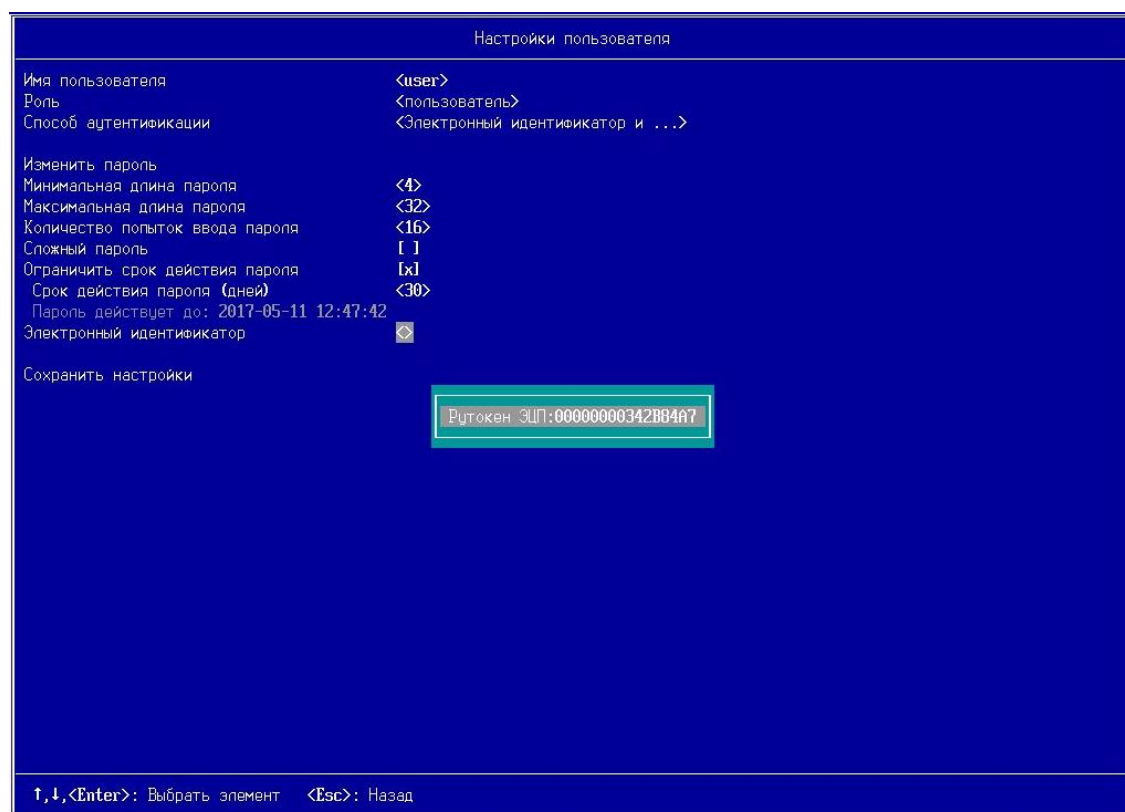 Настройки пользователя
Имя пользователя <user>
Роль <пользователь>
Способ аутентификации <Электронный идентификатор и ...>
Изменить пароль
Минимальная длина пароля <4>
Максимальная длина пароля <32>
Количество попыток ввода пароля <16>
Сложный пароль [ ]
Ограничить срок действия пароля [x]
Срок действия пароля (дней) <30>
Пароль действует до: 2017-05-11 12:47:42
Электронный идентификатор <>
Сохранить настройки
Рутокен ЭЦП:00000000342BB4A7
↑,↓,<Enter>: Выбрать элемент <Esc>: Назад